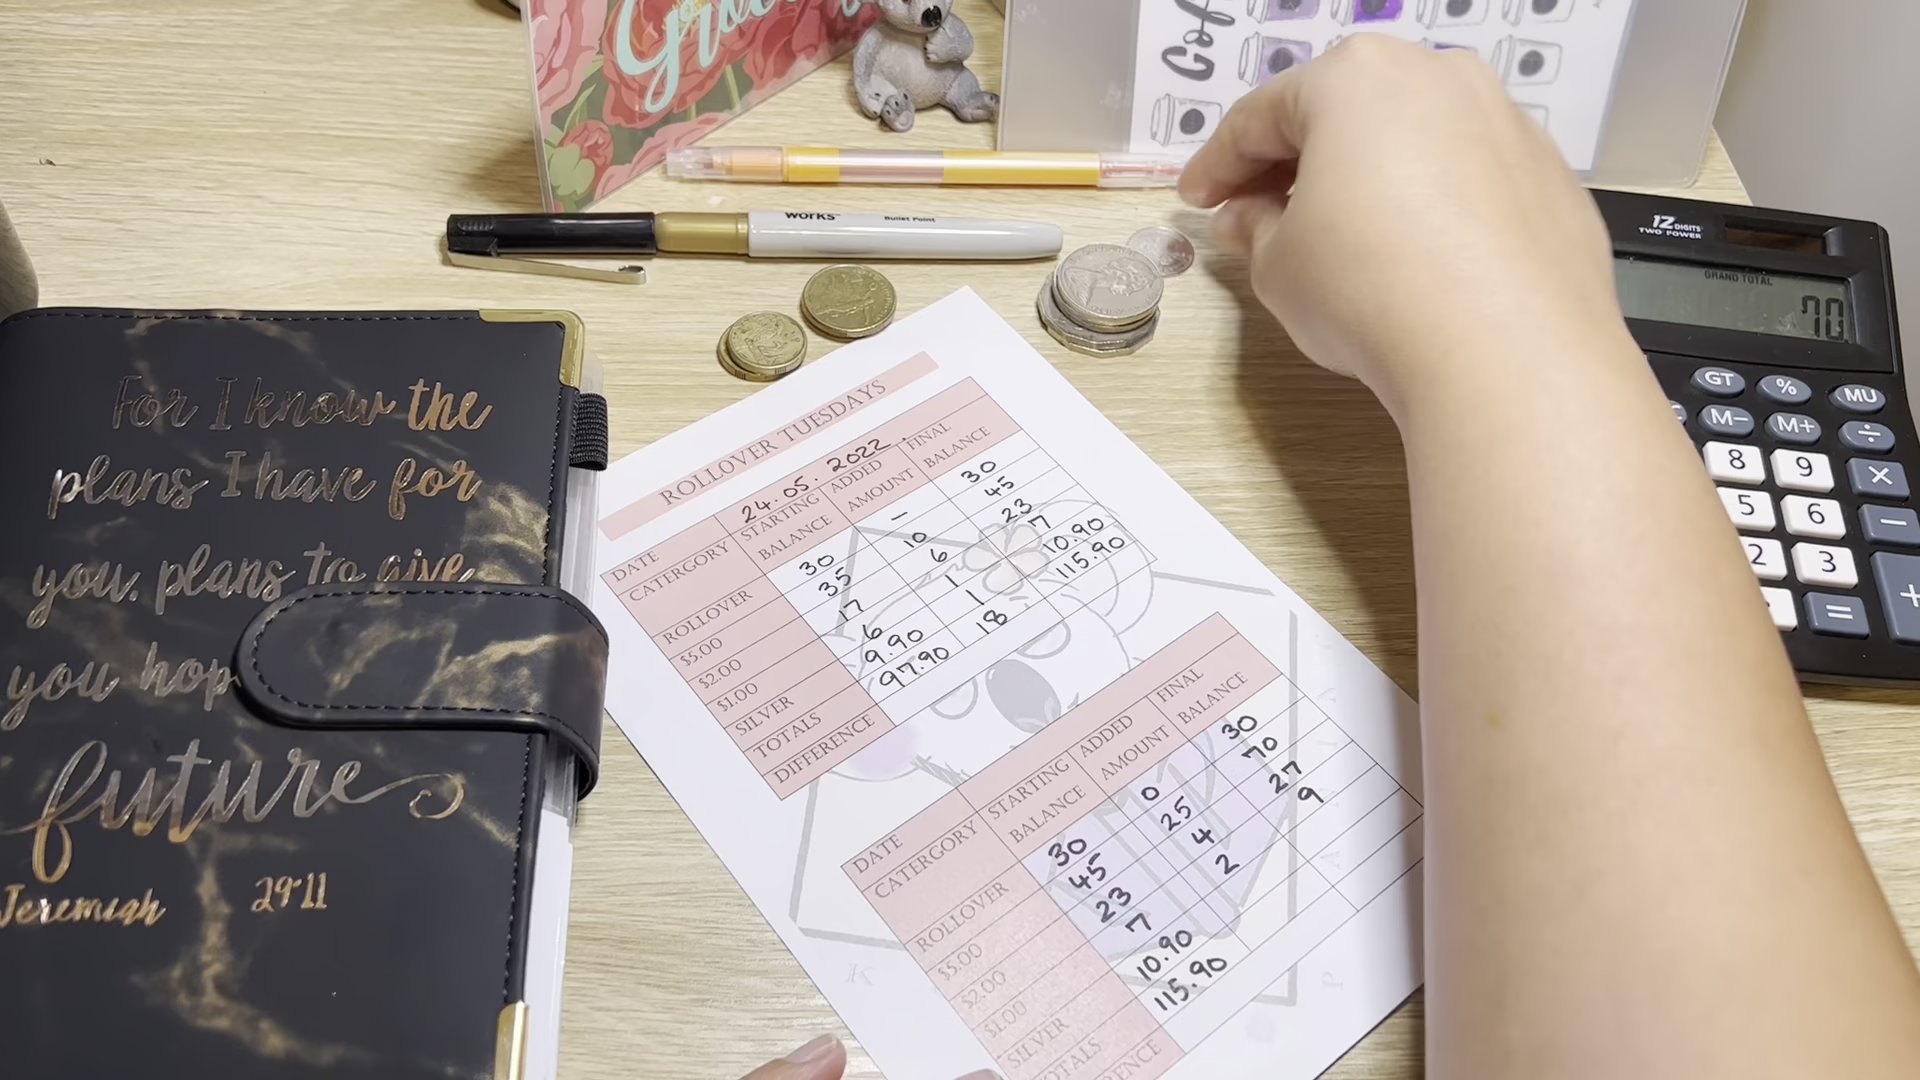 works™ Bullet Point
12 DIGITS
TWO POWER
GRAND TOTAL
70.
GT % MU
M- M+ ÷
8 9 ×
5 6 −
2 3 +
=
For I know the
plans I have for
you, plans to give
you hop
future
Jeremiah 29:11
ROLLOVER TUESDAYS
DATE 24.05.2022.
CATERGORY STARTING BALANCE ADDED AMOUNT FINAL BALANCE
ROLLOVER 30 — 30
$5.00 35 10 45
$2.00 17 6 23
$1.00 6 1 7
SILVER 9.90 1 10.90
TOTALS 97.90 18 115.90
DIFFERENCE
DATE
CATERGORY STARTING BALANCE ADDED AMOUNT FINAL BALANCE
ROLLOVER 30 0 30
$5.00 45 25 70
$2.00 23 4 27
$1.00 7 2 9
SILVER 10.90
OTALS 115.90
RENCE